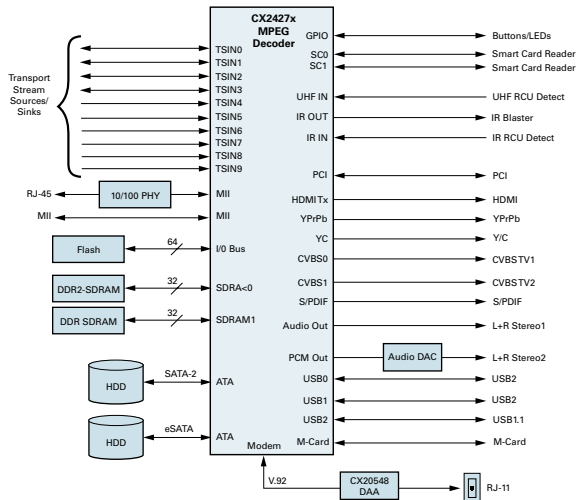 CX2427x
MPEG
Decoder
Transport
Stream
Sources/
Sinks
TSIN0
TSIN1
TSIN2
TSIN3
TSIN4
TSIN5
TSIN6
TSIN7
TSIN8
TSIN9
RJ-45
10/100 PHY
MII
MII
MII
Flash
64
I/0 Bus
DDR2-SDRAM
32
SDRA<0
DDR SDRAM
32
SDRAM1
HDD
SATA-2
ATA
HDD
eSATA
ATA
GPIO
Buttons/LEDs
SC0
Smart Card Reader
SC1
Smart Card Reader
UHF IN
UHF RCU Detect
IR OUT
IR Blaster
IR IN
IR RCU Detect
PCI
PCI
HDMI Tx
HDMI
YPrPb
YPrPb
YC
Y/C
CVBS0
CVBSTV1
CVBS1
CVBSTV2
S/PDIF
S/PDIF
Audio Out
L+R Stereo1
PCM Out
Audio DAC
L+R Stereo2
USB0
USB2
USB1
USB2
USB2
USB1.1
M-Card
M-Card
Modem
V.92
CX20548
DAA
RJ-11